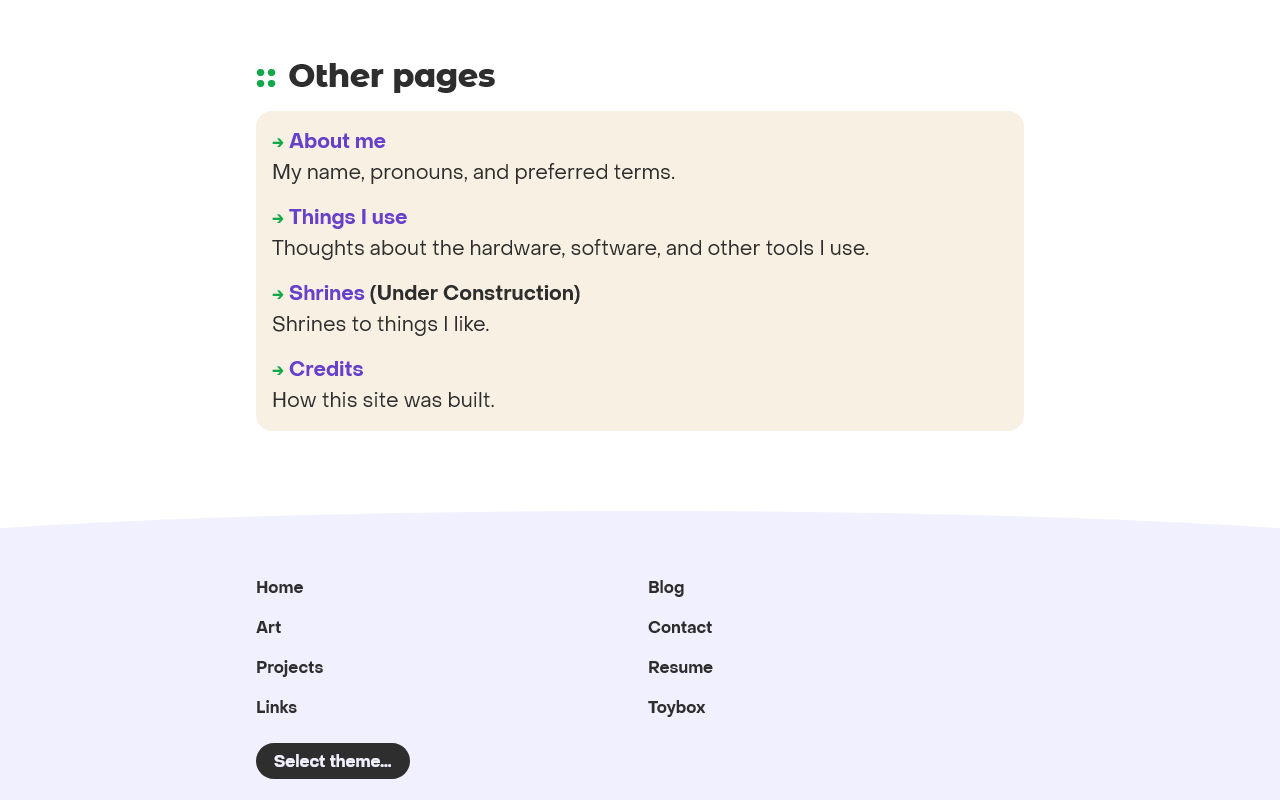 Other pages
→ About me
My name, pronouns, and preferred terms.
→ Things I use
Thoughts about the hardware, software, and other tools I use.
→ Shrines (Under Construction)
Shrines to things I like.
→ Credits
How this site was built.
Home
Blog
Art
Contact
Projects
Resume
Links
Toybox
Select theme...